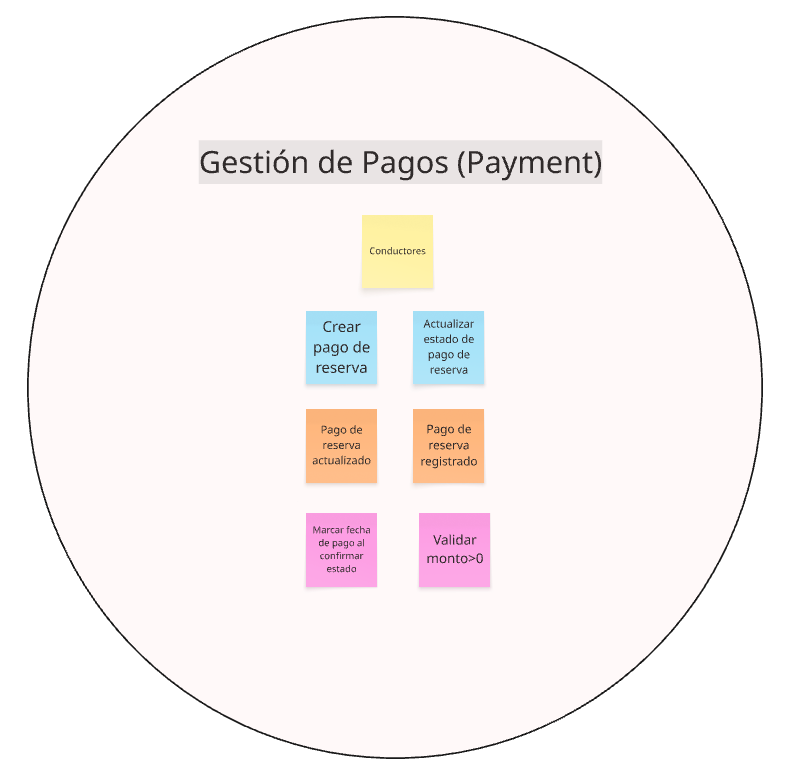 Gestión de Pagos (Payment)
Conductores
Crear
pago de
reserva
Actualizar
estado de
pago de
reserva
Pago de
reserva
actualizado
Pago de
reserva
registrado
Marcar fecha
de pago al
confirmar
estado
Validar
monto>0